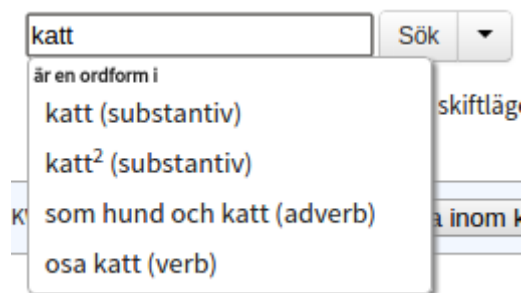 katt Sök
är en ordform i
katt (substantiv)
skiftläg
katt² (substantiv)
som hund och katt (adverb)
inom k
osa katt (verb)